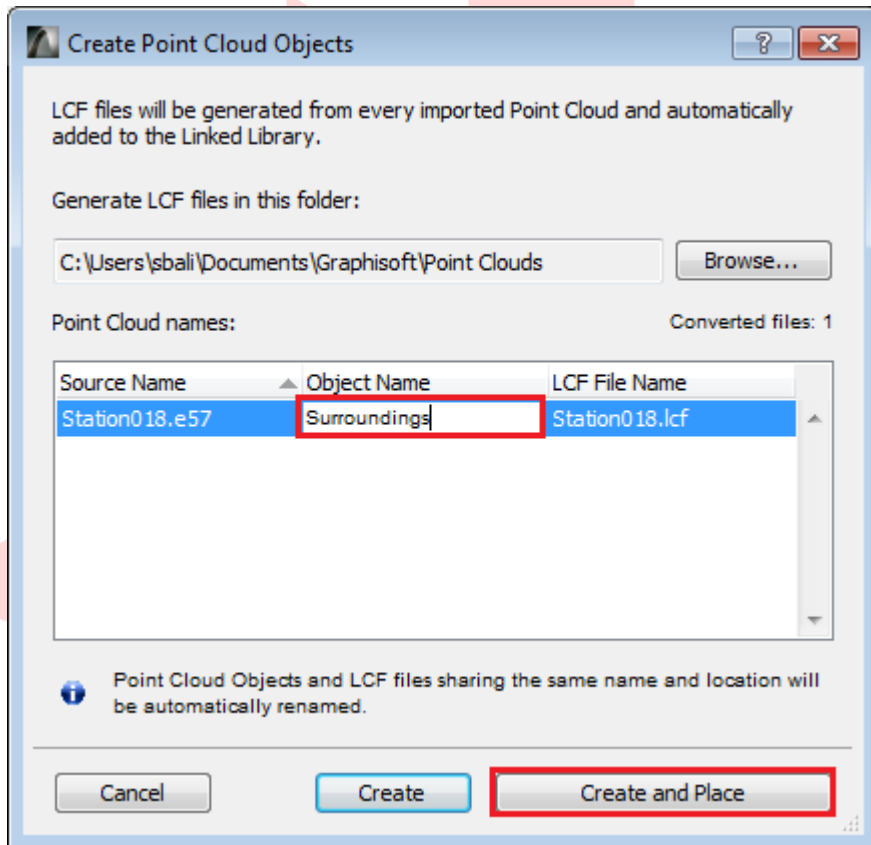 Create Point Cloud Objects
LCF files will be generated from every imported Point Cloud and automatically
added to the Linked Library.
Generate LCF files in this folder:
C:\Users\sbali\Documents\Graphisoft\Point Clouds
Browse...
Point Cloud names:
Converted files: 1
Source Name Object Name LCF File Name
Station018.e57 Surroundings Station018.lcf
Point Cloud Objects and LCF files sharing the same name and location will
be automatically renamed.
Cancel Create Create and Place